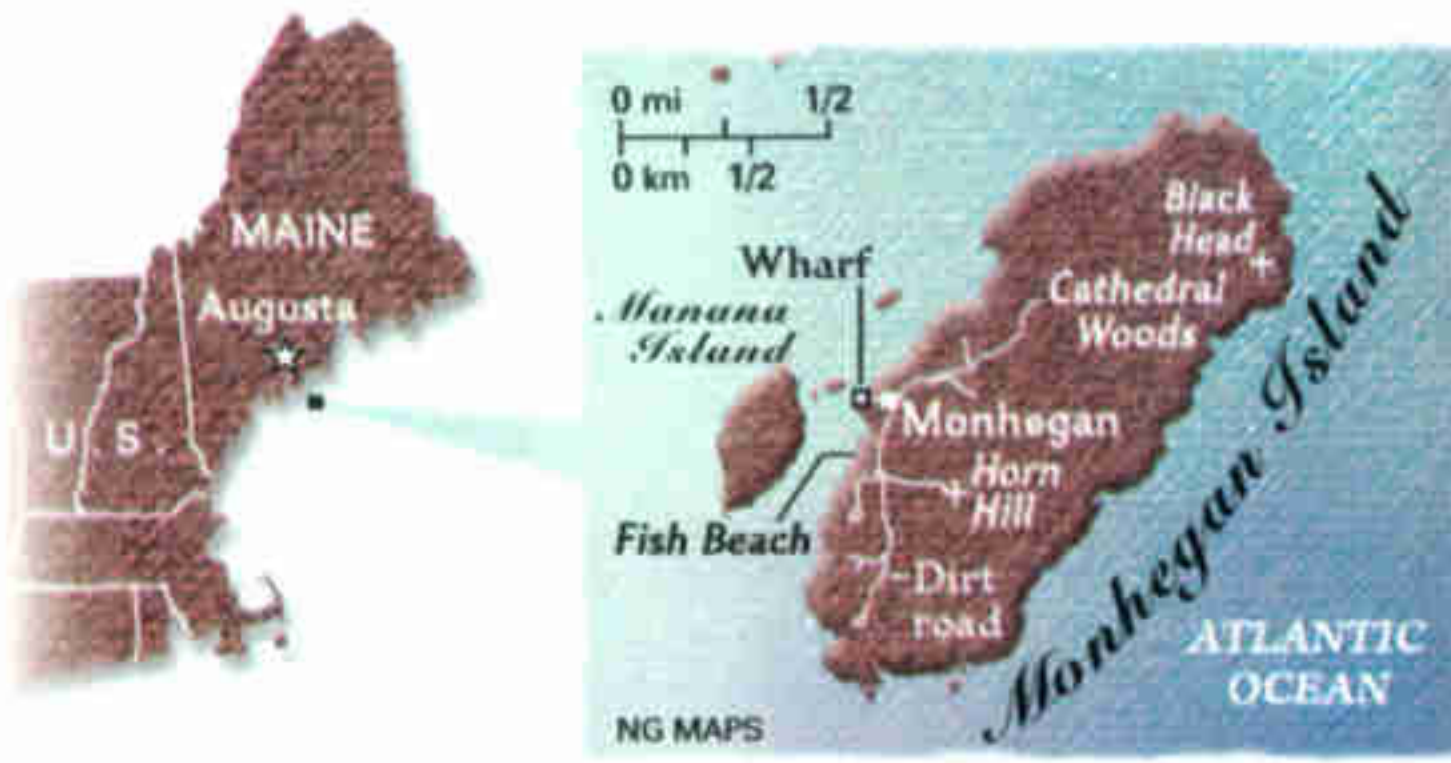 MAINE
Augusta
U. S.
0 mi 1/2
0 km 1/2
Wharf
Manana
Island
Fish Beach
Black
Head
Cathedral
Woods
Monhegan
Horn
Hill
Dirt
road
Monhegan Island
ATLANTIC
OCEAN
NG MAPS